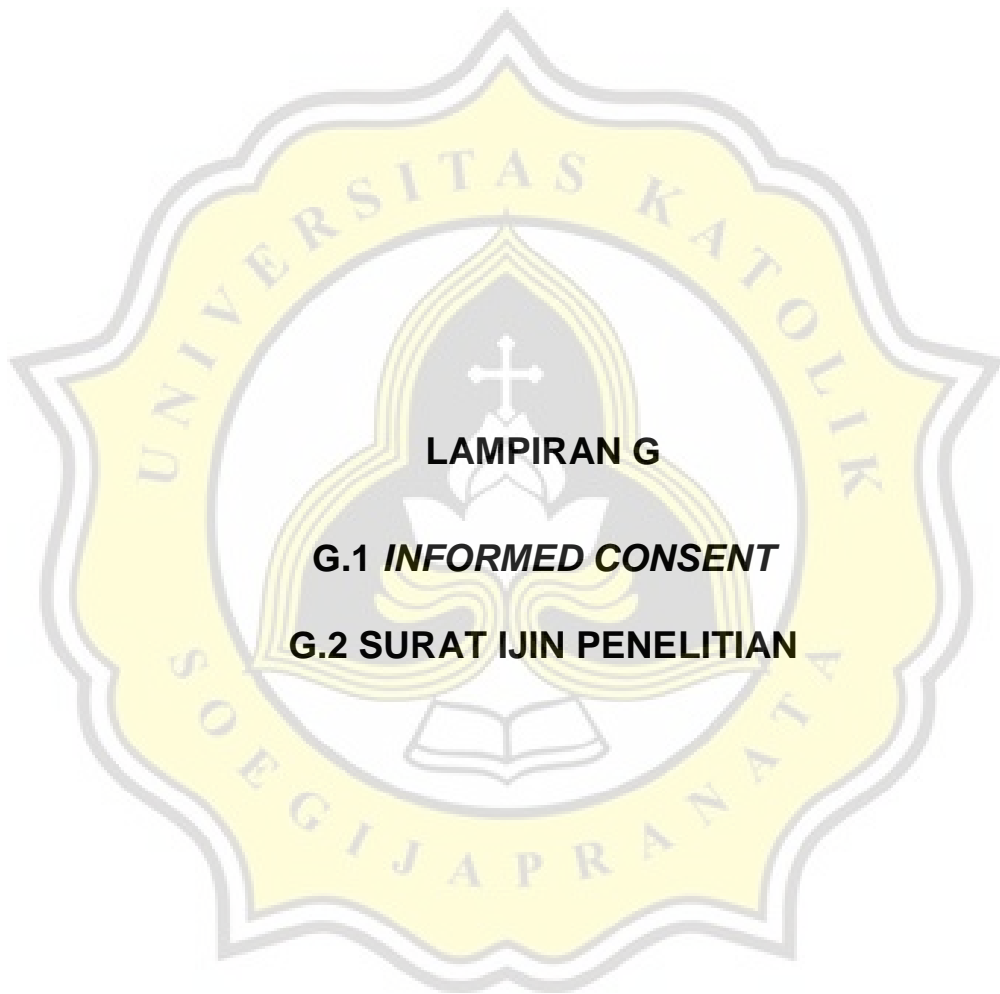 UNIVERSITAS KATOLIK
LAMPIRAN G
G.1 INFORMED CONSENT
G.2 SURAT IJIN PENELITIAN
SOEGIJAPRANATA